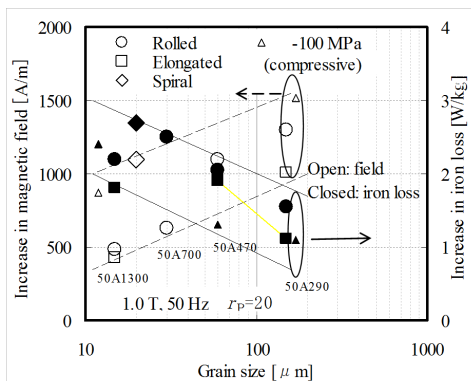 2000
1500
1000
500
0
Increase in magnetic field [A/m]
Rolled
Elongated
Spiral
-100 MPa
(compressive)
Open: field
Closed: iron loss
50A1300
50A700
50A470
50A290
1.0 T, 50 Hz rP=20
4
3
2
1
0
Increase in iron loss [W/kg]
10
100
1000
Grain size [μm]